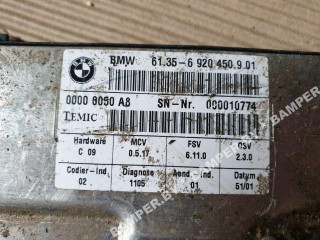 BMW 61.35-6 920 450.9.01
0000 6050 A8 SN-Nr. 000010774
TEMIC
Hardware MCV FSV OSV
C 09 0.5.17 6.11.0 2.3.0
Codier-Ind. Diagnose Aend.-Ind. Datum
02 1105 01 51/01
BAMPER.BY